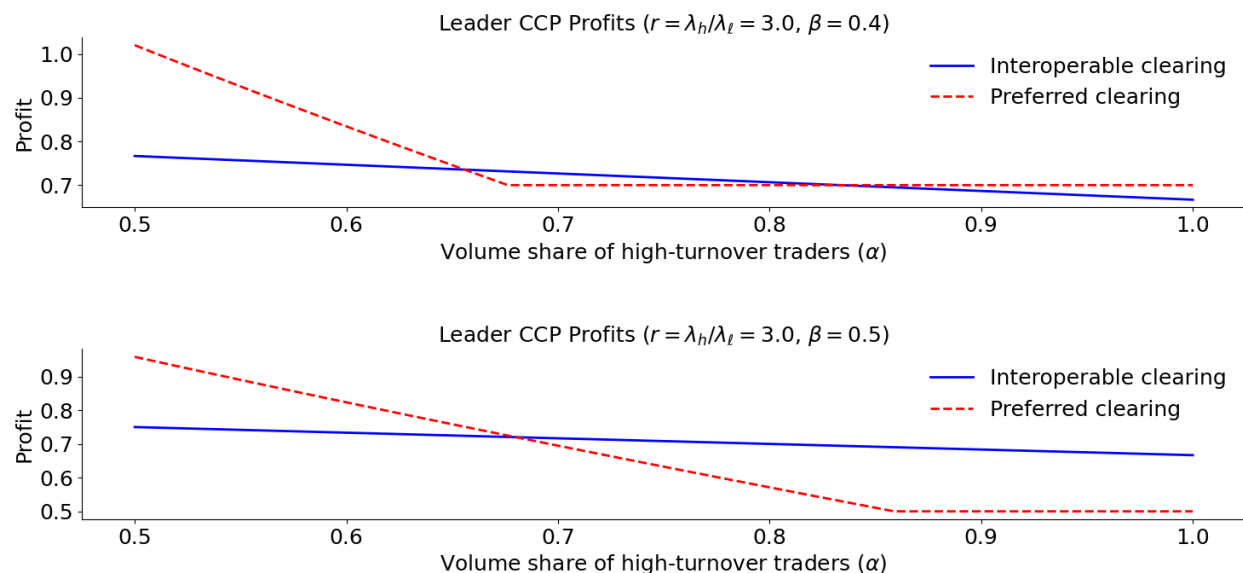 Leader CCP Profits (r = λ_h/λ_ℓ = 3.0, β = 0.4)
Profit
1.0
0.9
0.8
0.7
Interoperable clearing
Preferred clearing
0.5 0.6 0.7 0.8 0.9 1.0
Volume share of high-turnover traders (α)
Leader CCP Profits (r = λ_h/λ_ℓ = 3.0, β = 0.5)
Profit
0.9
0.8
0.7
0.6
0.5
Interoperable clearing
Preferred clearing
0.5 0.6 0.7 0.8 0.9 1.0
Volume share of high-turnover traders (α)